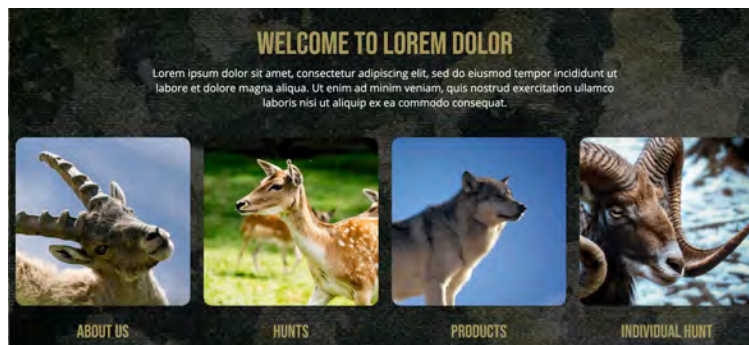 WELCOME TO LOREM DOLOR
Lorem ipsum dolor sit amet, consectetur adipiscing elit, sed do eiusmod tempor incididunt ut
labore et dolore magna aliqua. Ut enim ad minim veniam, quis nostrud exercitation ullamco
laboris nisi ut aliquip ex ea commodo consequat.
ABOUT US
HUNTS
PRODUCTS
INDIVIDUAL HUNT